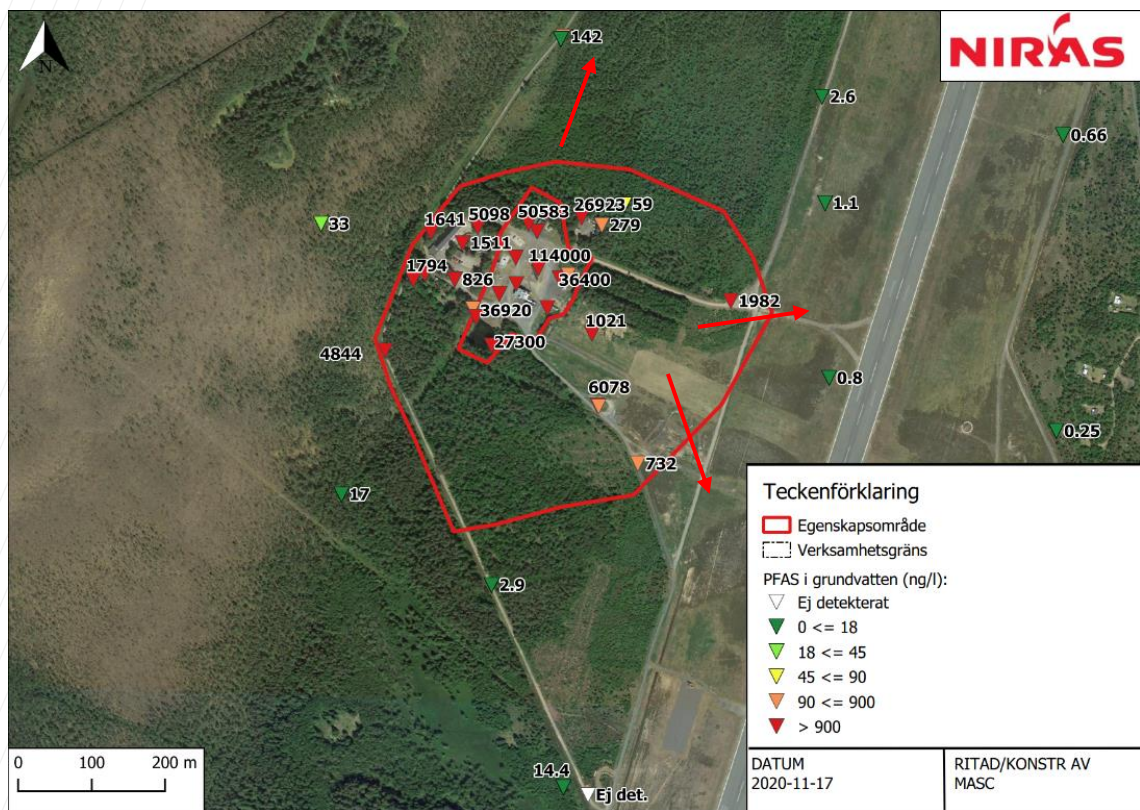 NIRAS
N
142
2.6
0.66
1.1
33
1641
5098
50583
26923
59
279
1511
114000
1794
826
36400
36920
1982
1021
27300
4844
0.8
6078
0.25
732
17
2.9
14.4
Ej det.
Teckenförklaring
Egenskapsområde
Verksamhetsgräns
PFAS i grundvatten (ng/l):
Ej detekterat
0 <= 18
18 <= 45
45 <= 90
90 <= 900
> 900
0 100 200 m
DATUM
2020-11-17
RITAD/KONSTR AV
MASC